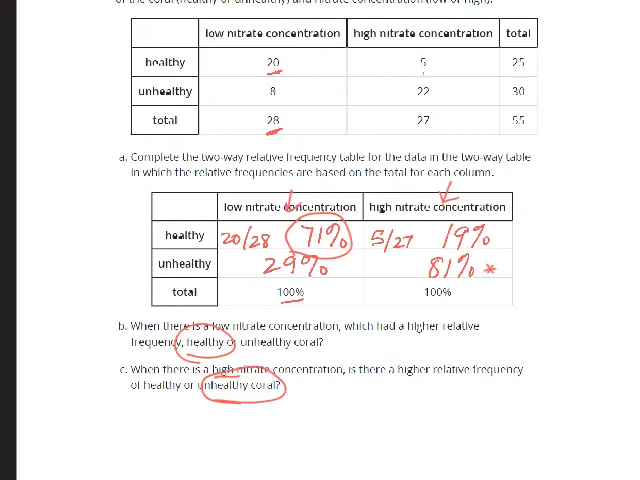 of the coral (healthy or unhealthy) and nitrate concentration (low or high).
low nitrate concentration high nitrate concentration total
healthy 20 5 25
unhealthy 8 22 30
total 28 27 55
a. Complete the two-way relative frequency table for the data in the two-way table
in which the relative frequencies are based on the total for each column.
low nitrate concentration high nitrate concentration
healthy 20/28 71% 5/27 19%
unhealthy 29% 81% *
total 100% 100%
b. When there is a low nitrate concentration, which had a higher relative
frequency, healthy or unhealthy coral?
c. When there is a high nitrate concentration, is there a higher relative frequency
of healthy or unhealthy coral?